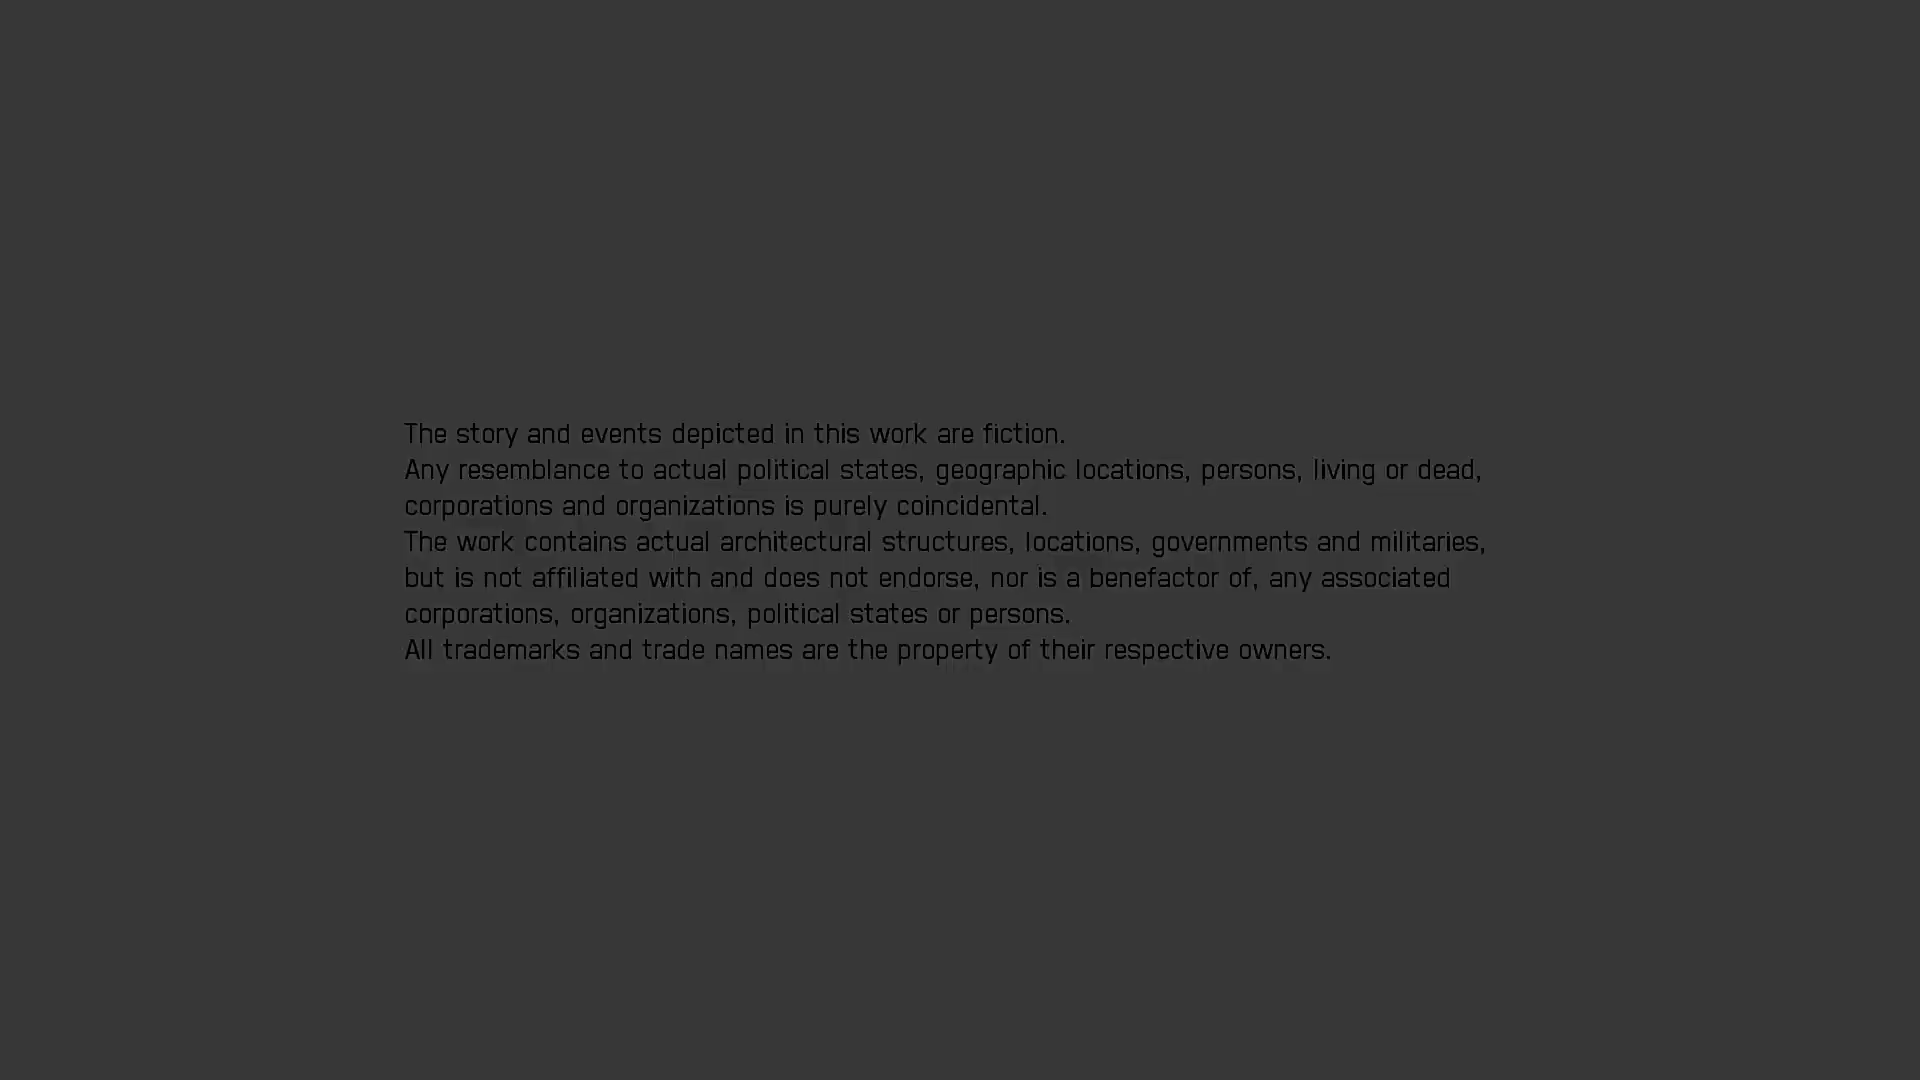 The story and events depicted in this work are fiction.
Any resemblance to actual political states, geographic locations, persons, living or dead,
corporations and organizations is purely coincidental.
The work contains actual architectural structures, locations, governments and militaries,
but is not affiliated with and does not endorse, nor is a benefactor of, any associated
corporations, organizations, political states or persons.
All trademarks and trade names are the property of their respective owners.